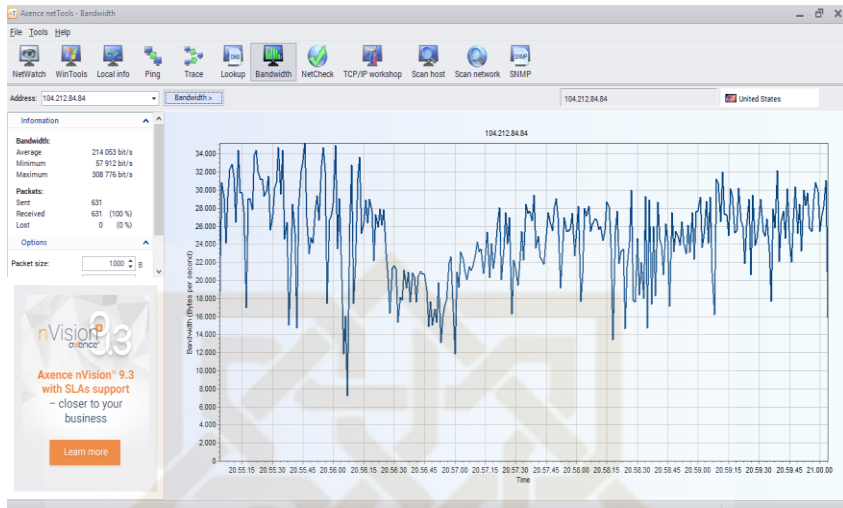 Axence netTools - Bandwidth
File Tools Help
NetWatch WinTools Local info Ping Trace Lookup Bandwidth NetCheck TCP/IP workshop Scan host Scan network SNMP
Address: 104.212.84.84 Bandwidth » 104.212.84.84 United States
Information
Bandwidth:
Average 214 053 bit/s
Minimum 57 912 bit/s
Maximum 308 776 bit/s
Packets:
Sent 631
Received 631 (100 %)
Lost 0 (0 %)
Options
Packet size: 1000 B
nVision 9.3
axence
Axence nVision® 9.3
with SLAs support
– closer to your
business
Learn more
104.212.84.84
34.000
32.000
30.000
28.000
26.000
24.000
22.000
20.000
18.000
16.000
14.000
12.000
10.000
8.000
6.000
4.000
2.000
0
Bandwidth (Bytes per second)
20.55.15 20.55.30 20.55.45 20.56.00 20.56.15 20.56.30 20.56.45 20.57.00 20.57.15 20.57.30 20.57.45 20.58.00 20.58.15 20.58.30 20.58.45 20.59.00 20.59.15 20.59.30 20.59.45 21.00.00
Time